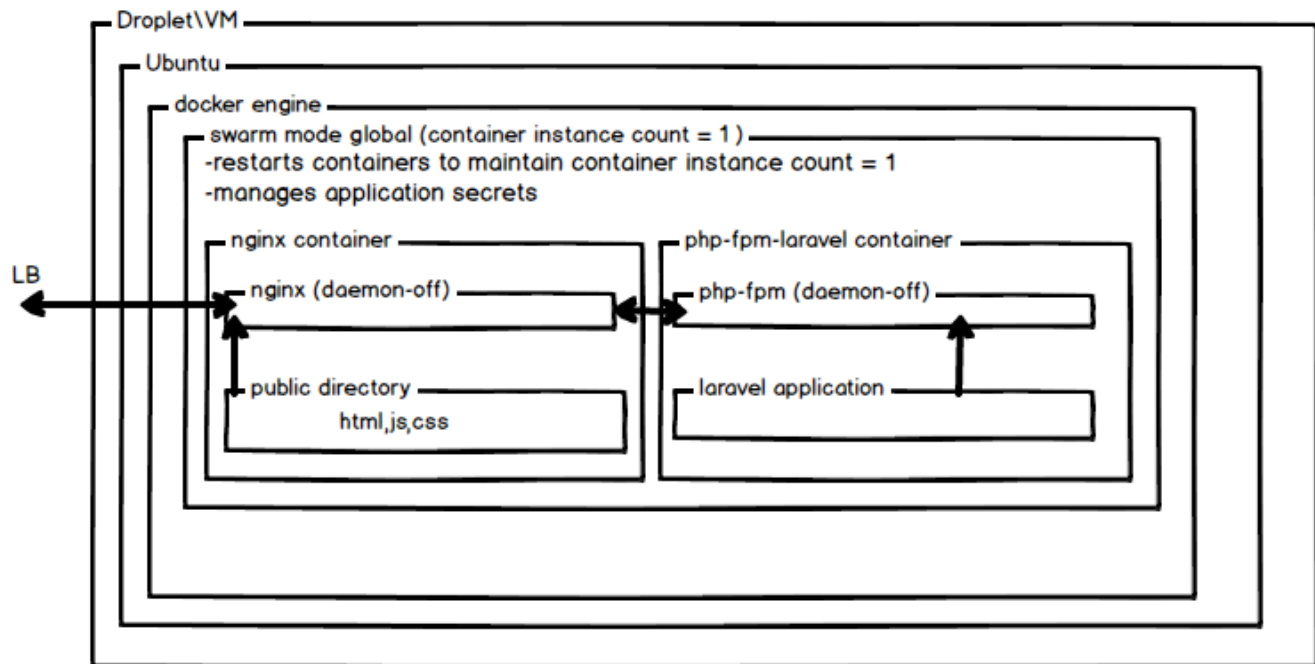 Droplet\VM
Ubuntu
docker engine
swarm mode global (container instance count = 1)
-restarts containers to maintain container instance count = 1
-manages application secrets
nginx container
php-fpm-laravel container
LB
nginx (daemon-off)
php-fpm (daemon-off)
public directory
laravel application
html,js,css